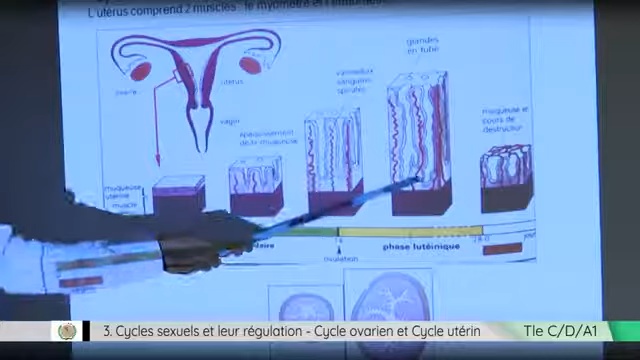 L'utérus comprend 2 muscles : le myomètre et l'
glandes
en tube
vaisseaux
sanguins
spiralés
utérus
ovaire
muqueuse et
cours de
destruction
vagin
épaississement
de la muqueuse
muqueuse
utérine
muscle
14
phase lutéinique
28-0
ovulation
3. Cycles sexuels et leur régulation - Cycle ovarien et Cycle utérin
Tle C/D/A1